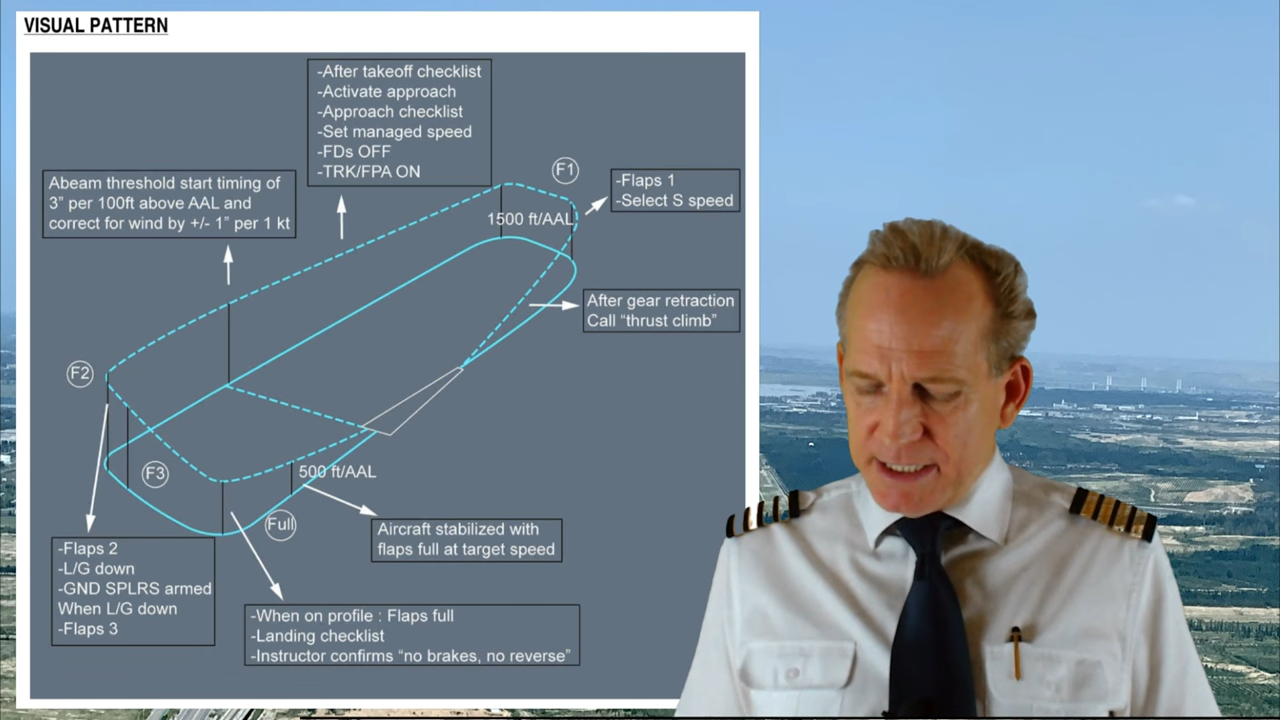 VISUAL PATTERN
-After takeoff checklist
-Activate approach
-Approach checklist
-Set managed speed
-FDs OFF
-TRK/FPA ON
F1
-Flaps 1
-Select S speed
Abeam threshold start timing of
3” per 100ft above AAL and
correct for wind by +/- 1” per 1 kt
1500 ft/AAL
After gear retraction
Call “thrust climb”
F2
F3
500 ft/AAL
Full
Aircraft stabilized with
flaps full at target speed
-Flaps 2
-L/G down
-GND SPLRS armed
When L/G down
-Flaps 3
-When on profile : Flaps full
-Landing checklist
-Instructor confirms “no brakes, no reverse”